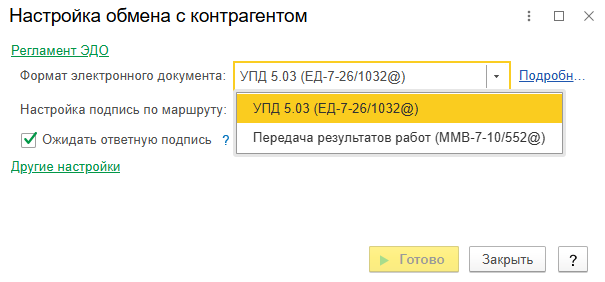 Настройка обмена с контрагентом
Регламент ЭДО
Формат электронного документа: УПД 5.03 (ЕД-7-26/1032@) Подробн...
УПД 5.03 (ЕД-7-26/1032@)
Настройка подпись по маршруту:
Передача результатов работ (ММВ-7-10/552@)
Ожидать ответную подпись ?
Другие настройки
Готово Закрыть ?